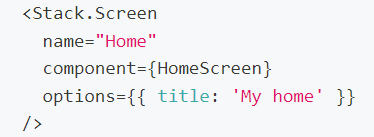 <Stack.Screen
name="Home"
component={HomeScreen}
options={{ title: 'My home' }}
/>